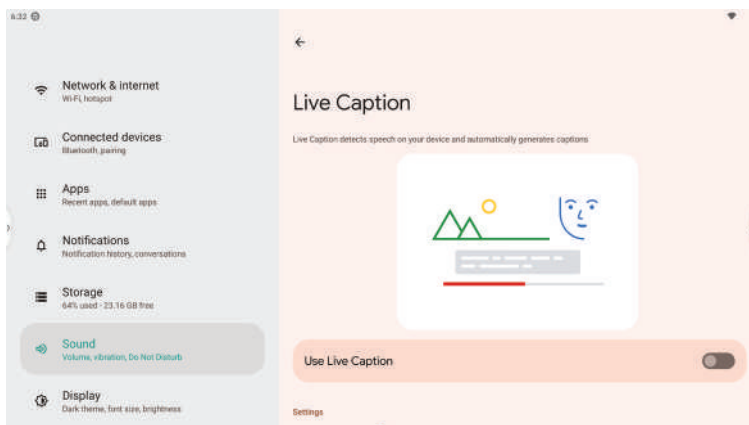 6:32
Network & internet
Wi-Fi, hotspot
Connected devices
Bluetooth, pairing
Apps
Recent apps, default apps
Notifications
Notification history, conversations
Storage
64% used - 23.16 GB free
Sound
Volume, vibration, Do Not Disturb
Display
Dark theme, font size, brightness
Live Caption
Live Caption detects speech on your device and automatically generates captions
Use Live Caption
Settings